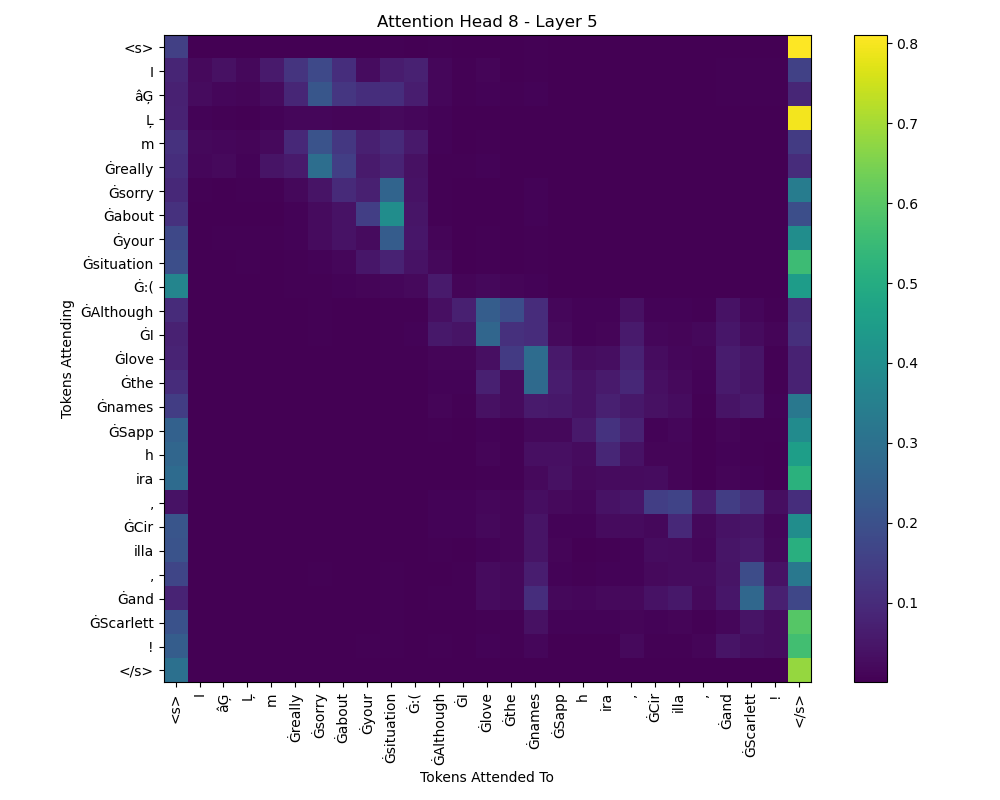 Attention Head 8 - Layer 5
Tokens Attending
<s>
I
âĢ
Ļ
m
Ġreally
Ġsorry
Ġabout
Ġyour
Ġsituation
Ġ:(
ĠAlthough
ĠI
Ġlove
Ġthe
Ġnames
ĠSapp
h
ira
,
ĠCir
illa
,
Ġand
ĠScarlett
!
</s>
<s>
I
âĢ
Ļ
m
Ġreally
Ġsorry
Ġabout
Ġyour
Ġsituation
Ġ:(
ĠAlthough
ĠI
Ġlove
Ġthe
Ġnames
ĠSapp
h
ira
,
ĠCir
illa
,
Ġand
ĠScarlett
!
</s>
Tokens Attended To
0.8
0.7
0.6
0.5
0.4
0.3
0.2
0.1